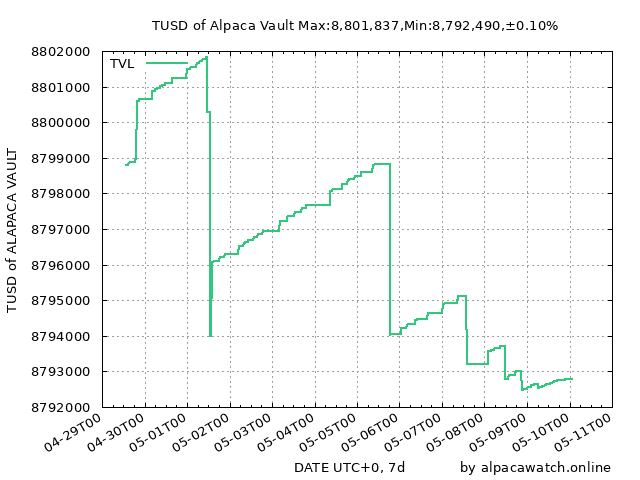 TUSD of Alpaca Vault Max:8,801,837,Min:8,792,490,±0.10%
TVL
TUSD of ALAPACA VAULT
8802000
8801000
8800000
8799000
8798000
8797000
8796000
8795000
8794000
8793000
8792000
04-29T00
04-30T00
05-01T00
05-02T00
05-03T00
05-04T00
05-05T00
05-06T00
05-07T00
05-08T00
05-09T00
05-10T00
05-11T00
DATE UTC+0, 7d
by alpacawatch.online